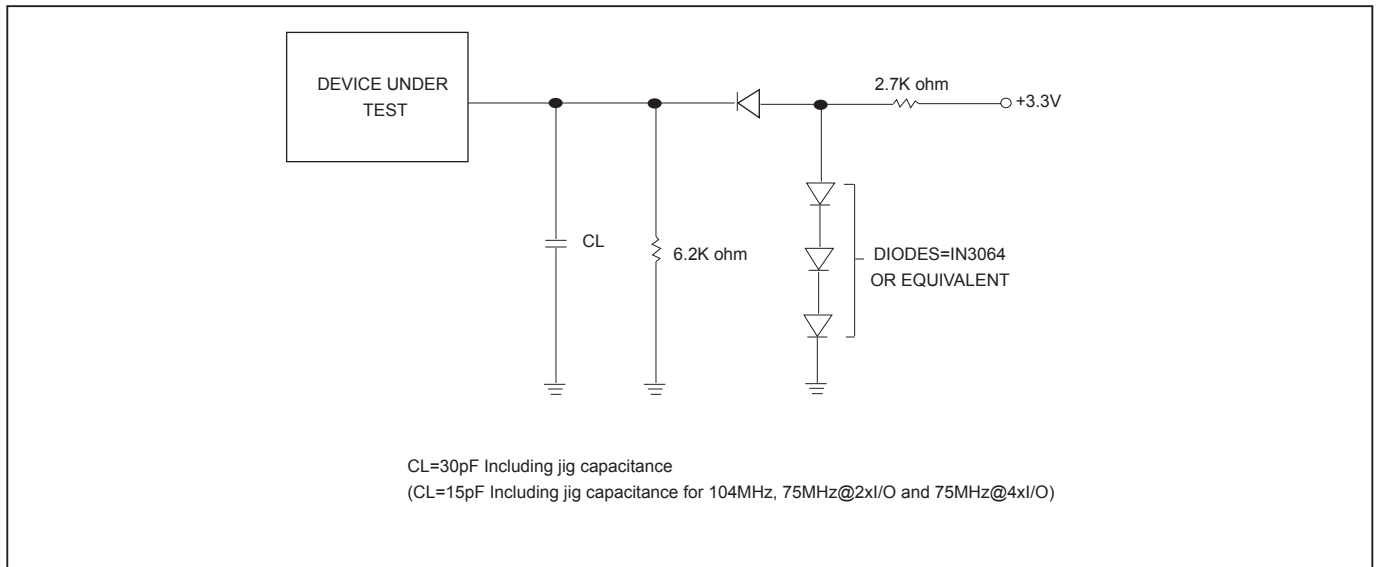 DEVICE UNDER
TEST
2.7K ohm
+3.3V
CL
6.2K ohm
DIODES=IN3064
OR EQUIVALENT
CL=30pF Including jig capacitance
(CL=15pF Including jig capacitance for 104MHz, 75MHz@2xI/O and 75MHz@4xI/O)